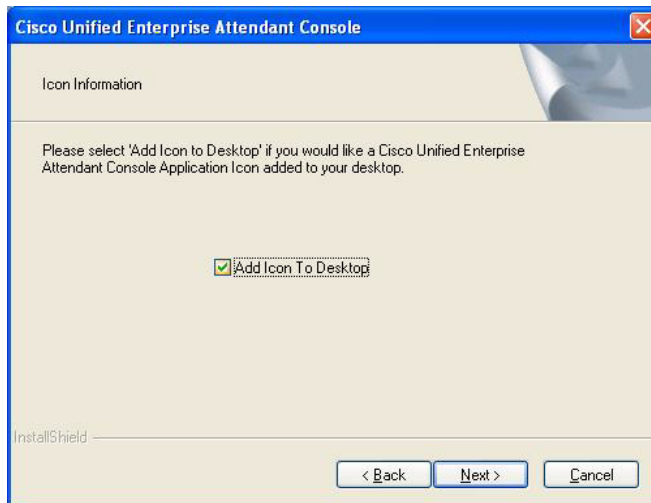 Cisco Unified Enterprise Attendant Console
Icon Information
Please select 'Add Icon to Desktop' if you would like a Cisco Unified Enterprise
Attendant Console Application Icon added to your desktop.
Add Icon To Desktop
InstallShield
< Back
Next >
Cancel